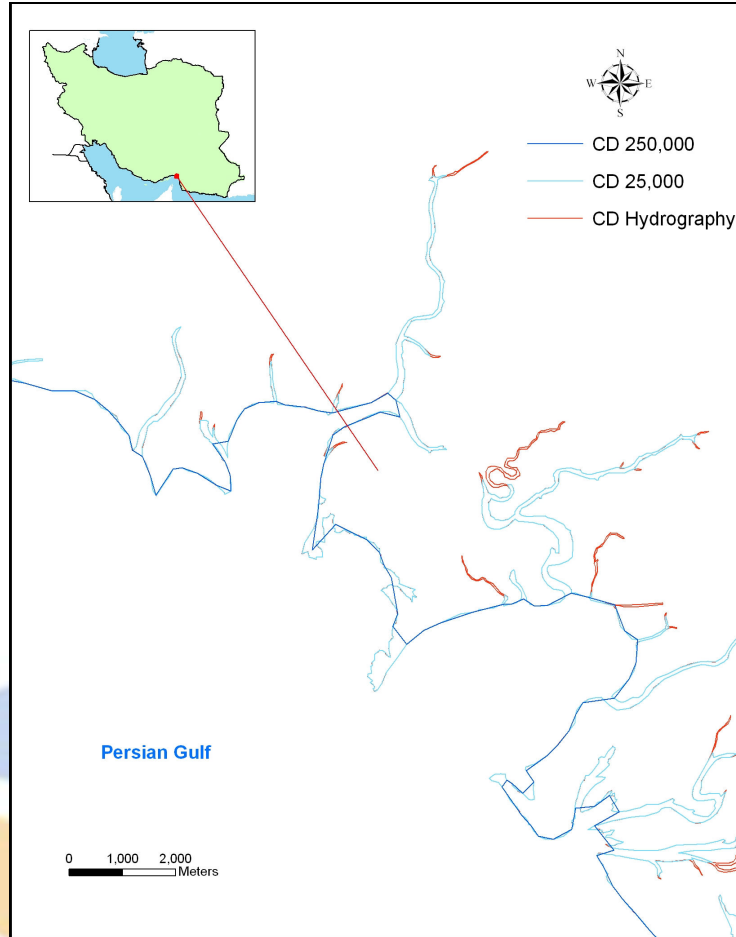 N
W E
S
CD 250,000
CD 25,000
CD Hydrography
Persian Gulf
0 1,000 2,000
Meters